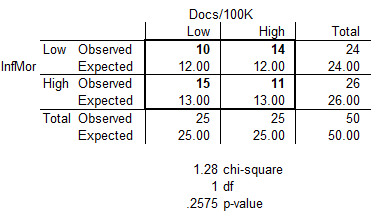 Docs/100K
Low High Total
Low Observed 10 14 24
InfMor Expected 12.00 12.00 24.00
High Observed 15 11 26
Expected 13.00 13.00 26.00
Total Observed 25 25 50
Expected 25.00 25.00 50.00
1.28 chi-square
1 df
.2575 p-value